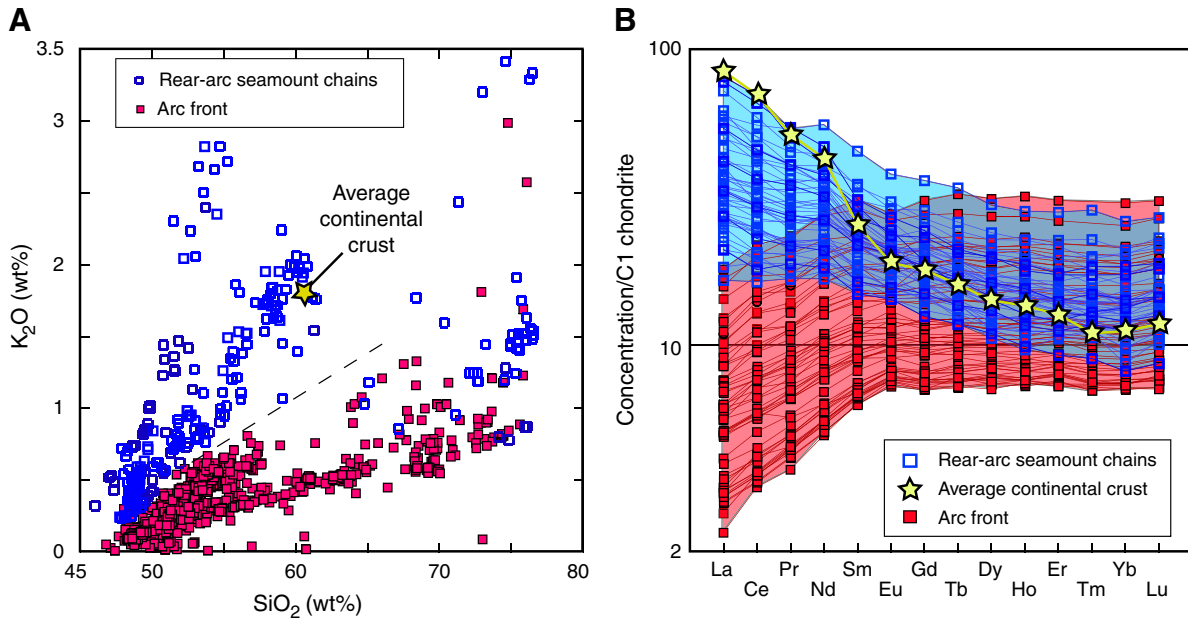 A
3.5
3
2
1
0
K2O (wt%)
Rear-arc seamount chains
Arc front
Average
continental
crust
45
50
60
70
80
SiO2 (wt%)
B
100
10
2
Concentration/C1 chondrite
Rear-arc seamount chains
Average continental crust
Arc front
La
Ce
Pr
Nd
Sm
Eu
Gd
Tb
Dy
Ho
Er
Tm
Yb
Lu